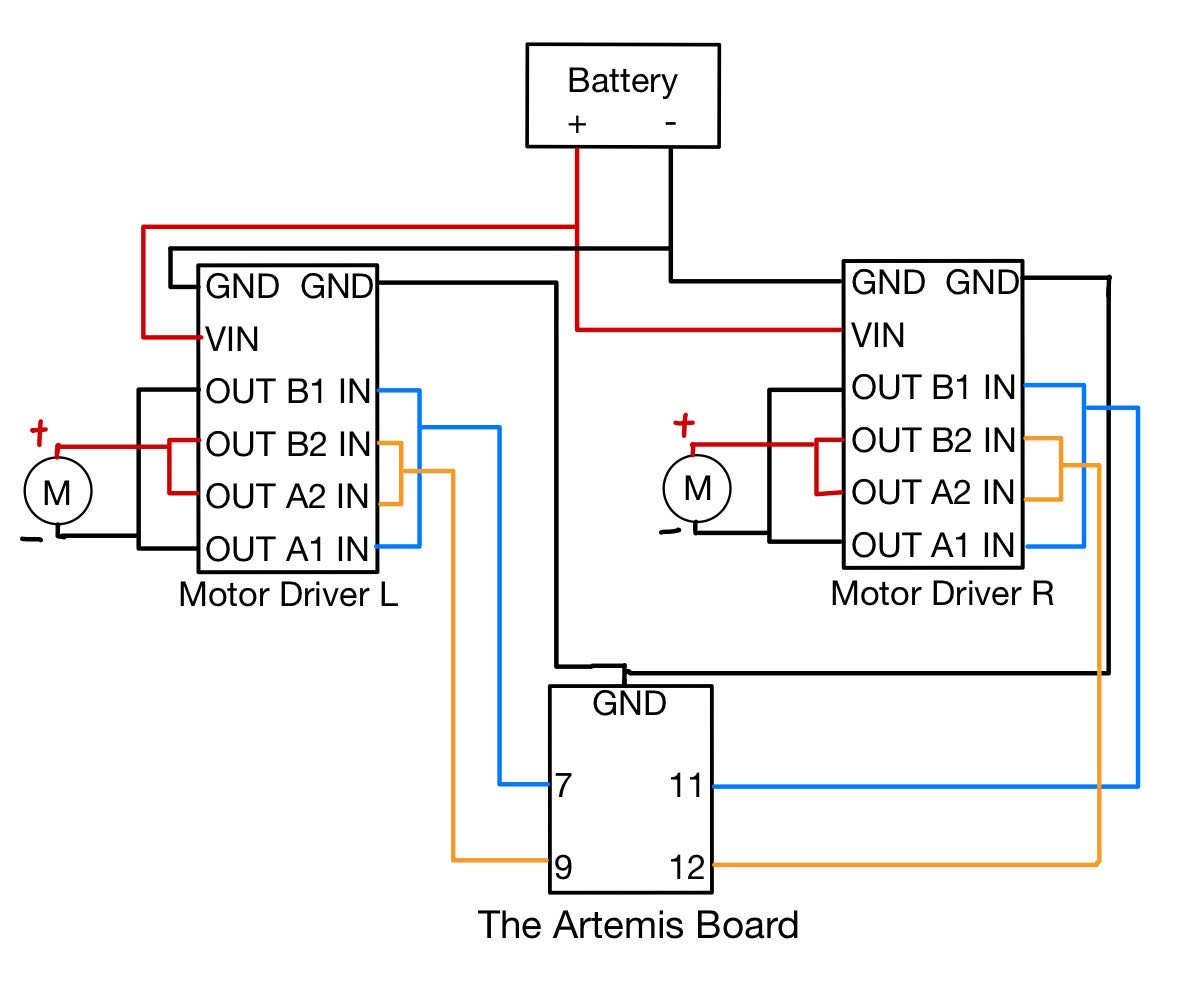 Battery
+ -
GND GND
VIN
OUT B1 IN
OUT B2 IN
OUT A2 IN
OUT A1 IN
Motor Driver L
+
M
-
GND GND
VIN
OUT B1 IN
OUT B2 IN
OUT A2 IN
OUT A1 IN
Motor Driver R
+
M
-
GND
7 11
9 12
The Artemis Board